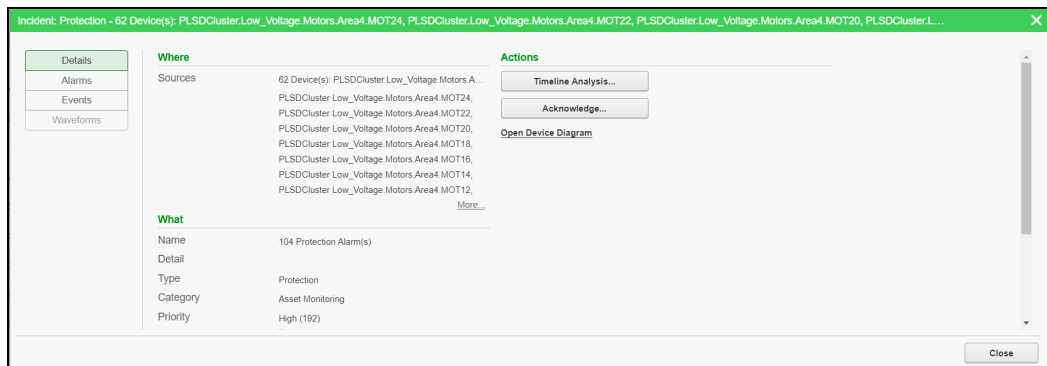 Incident: Protection - 62 Device(s): PLSDCluster.Low_Voltage.Motors.Area4.MOT24, PLSDCluster.Low_Voltage.Motors.Area4.MOT22, PLSDCluster.Low_Voltage.Motors.Area4.MOT20, PLSDCluster.L...
Details
Alarms
Events
Waveforms
Where
Sources 62 Device(s): PLSDCluster.Low_Voltage.Motors.A...
PLSDCluster Low_Voltage.Motors.Area4.MOT24,
PLSDCluster Low_Voltage.Motors.Area4.MOT22,
PLSDCluster Low_Voltage.Motors.Area4.MOT20,
PLSDCluster Low_Voltage.Motors.Area4.MOT18,
PLSDCluster Low_Voltage.Motors.Area4.MOT16,
PLSDCluster Low_Voltage.Motors.Area4.MOT14,
PLSDCluster Low_Voltage.Motors.Area4.MOT12,
More...
What
Name 104 Protection Alarm(s)
Detail
Type Protection
Category Asset Monitoring
Priority High (192)
Actions
Timeline Analysis...
Acknowledge...
Open Device Diagram
Close